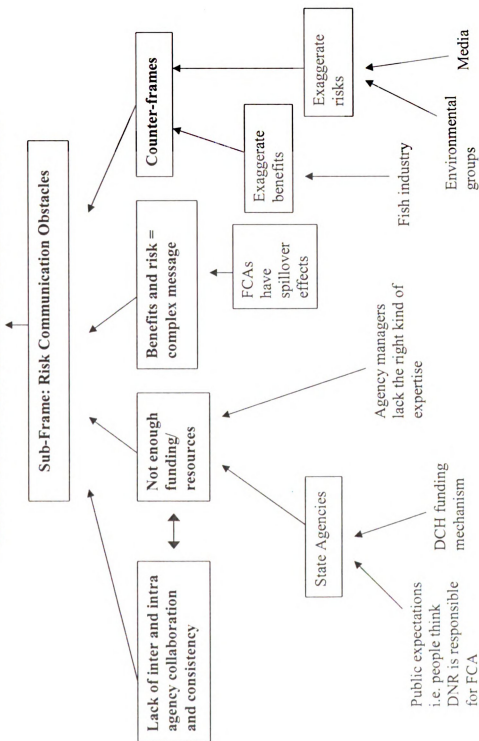 Sub-Frame: Risk Communication Obstacles
Lack of inter and intra
agency collaboration
and consistency
Not enough
funding/
resources
Benefits and risk =
complex message
Counter-frames
State Agencies
FCAs
have
spillover
effects
Exaggerate
benefits
Exaggerate
risks
Public expectations
i.e. people think
DNR is responsible
for FCA
DCH funding
mechanism
Agency managers
lack the right kind of
expertise
Fish industry
Environmental
groups
Media